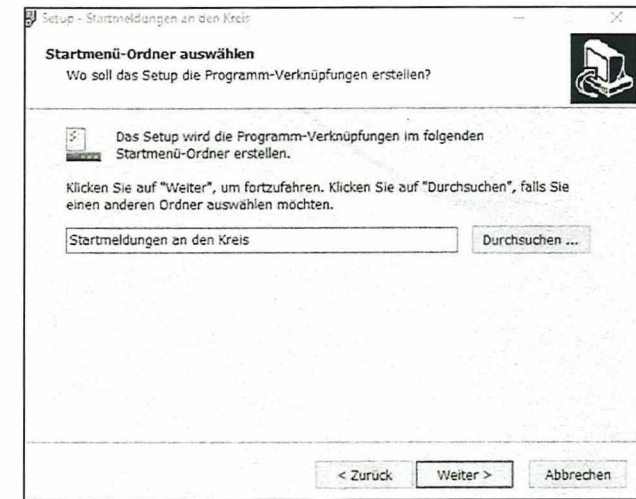 Setup - Startmeldungen an den Kreis
Startmenü-Ordner auswählen
Wo soll das Setup die Programm-Verknüpfungen erstellen?
Das Setup wird die Programm-Verknüpfungen im folgenden
Startmenü-Ordner erstellen.
Klicken Sie auf "Weiter", um fortzufahren. Klicken Sie auf "Durchsuchen", falls Sie
einen anderen Ordner auswählen möchten.
Startmeldungen an den Kreis
Durchsuchen ...
< Zurück
Weiter >
Abbrechen